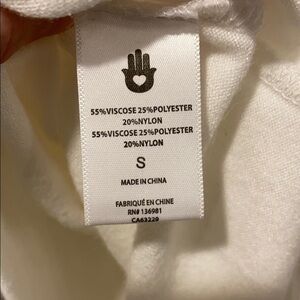 55%VISCOSE 25%POLYESTER
20%NYLON
55%VISCOSE 25%POLYESTER
20%NYLON
S
MADE IN CHINA
FABRIQUÉ EN CHINE
RN# 136981
CA63229